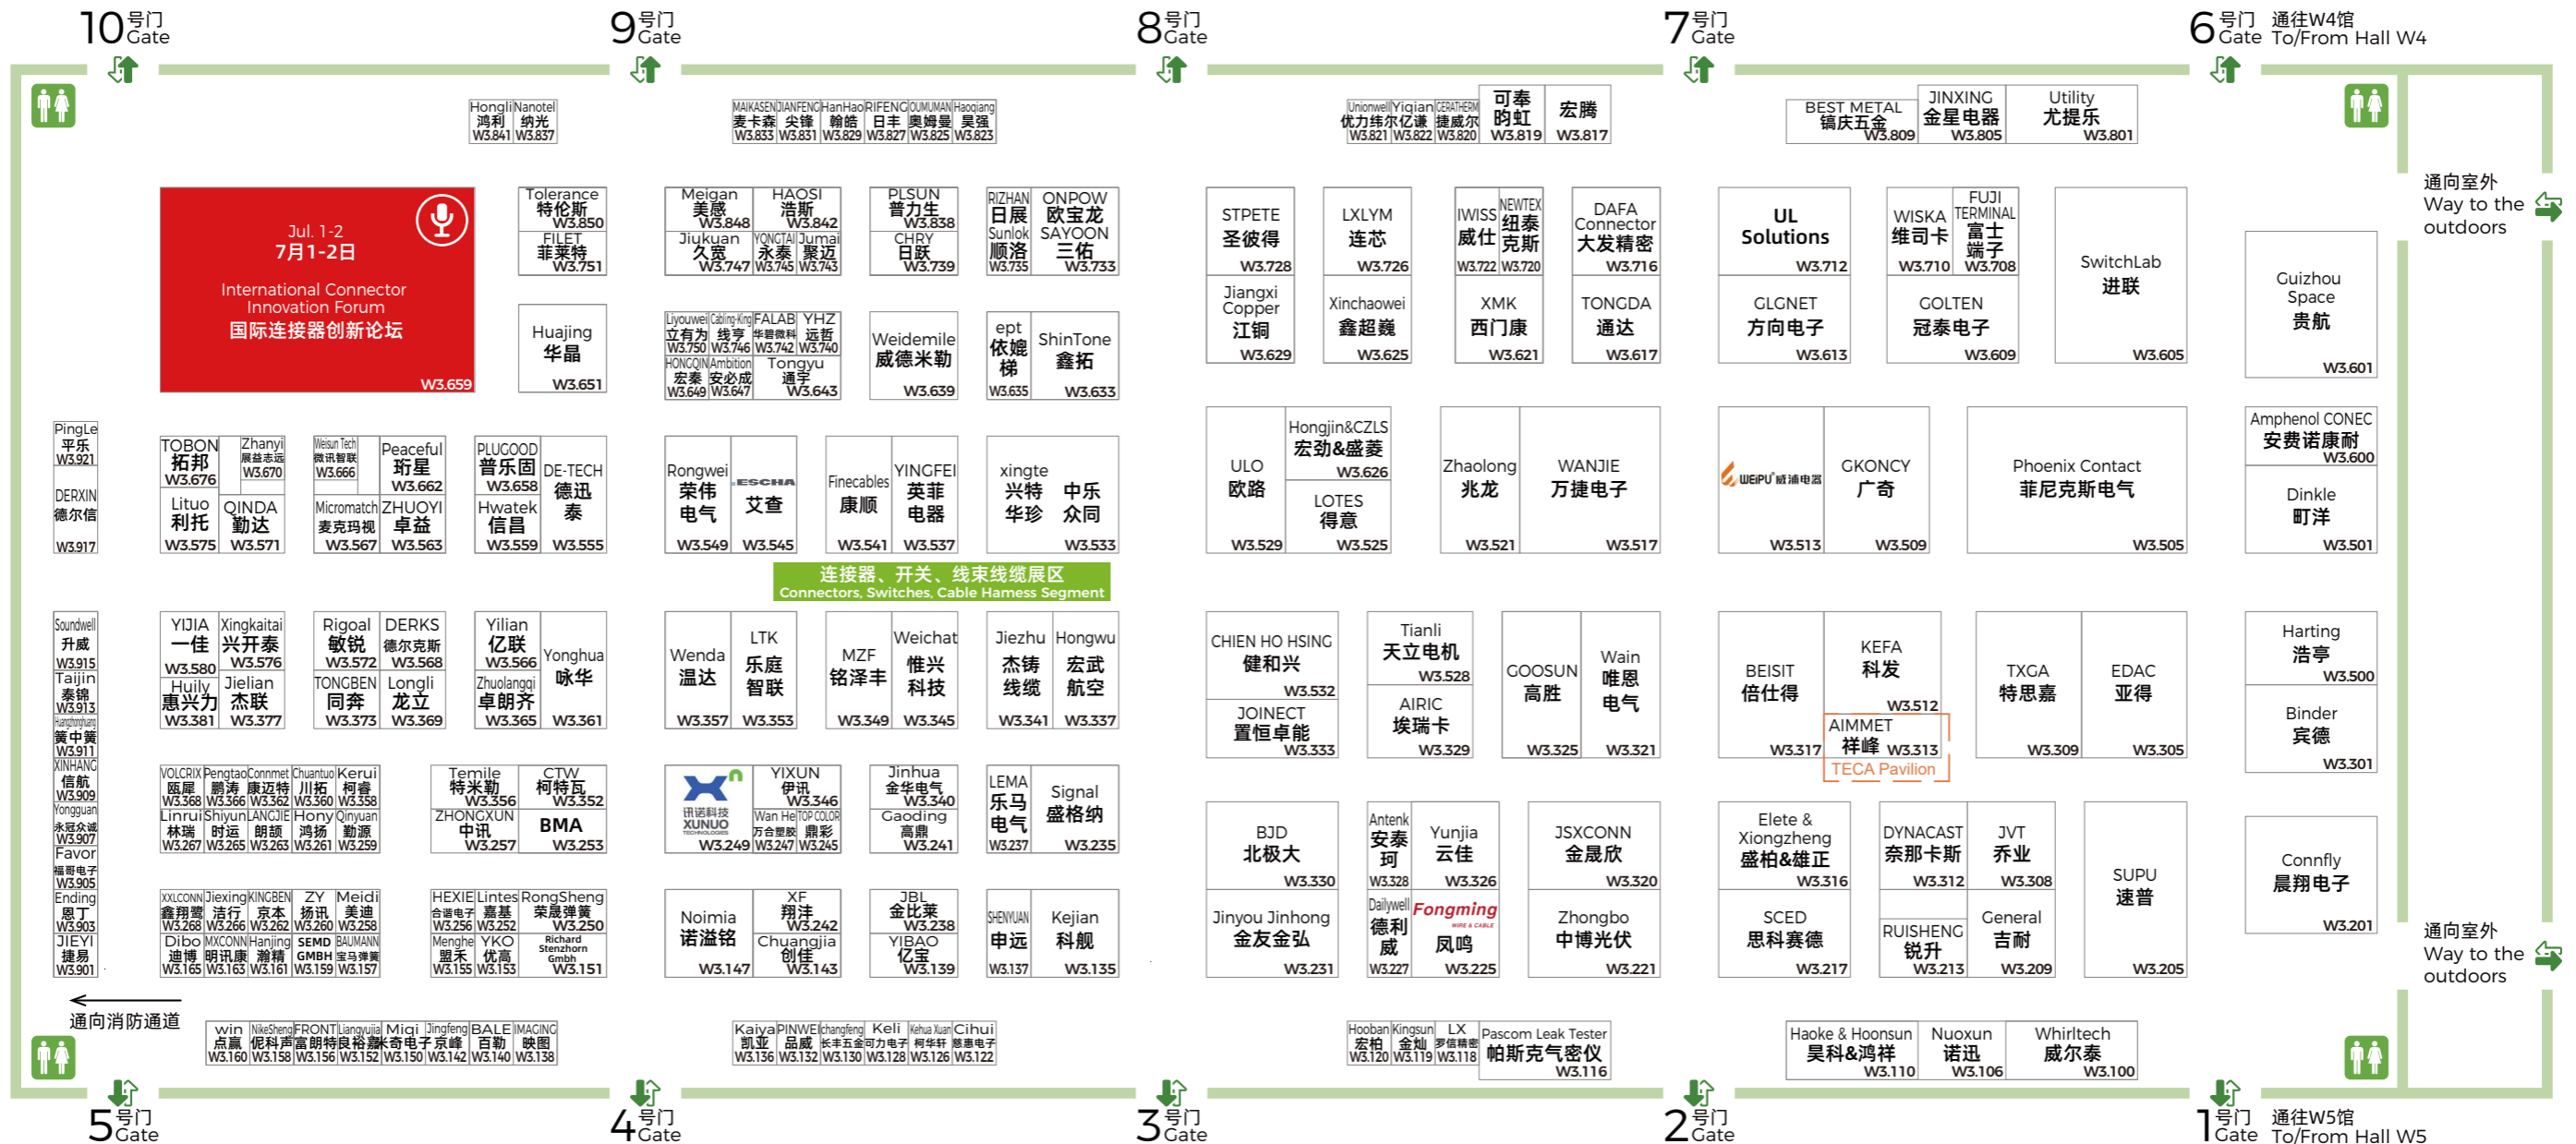 10 号门 Gate
9 号门 Gate
8 号门 Gate
7 号门 Gate
6 号门 Gate
通往W4馆
To/From Hall W4
Hongli
鸿利
W3.841
Nanotel
纳光
W3.837
MAIKASEN
麦卡森
W3.833
JIANFENG
尖锋
W3.831
HanHao
翰皓
W3.829
RIFENG
日丰
W3.827
OUMUMAN
奥姆曼
W3.825
Haoqiang
昊强
W3.823
Unionwell
优力纬尔
W3.821
Yiqian
亿谦
W3.822
GERATHERM
捷威尔
W3.820
可奉
昀虹
W3.819
宏腾
W3.817
BEST METAL
镐庆五金
W3.809
JINXING
金星电器
W3.805
Utility
尤提乐
W3.801
Jul. 1-2
7月1-2日
International Connector
Innovation Forum
国际连接器创新论坛
W3.659
Tolerance
特伦斯
W3.850
FILET
菲莱特
W3.751
Huajing
华晶
W3.651
Meigan
美感
W3.848
HAOSI
浩斯
W3.842
Jiukuan
久宽
W3.747
YONGTAI
永泰
W3.745
Jumai
聚迈
W3.743
PLSUN
普力生
W3.838
CHRY
日跃
W3.739
RIZHAN
日展
Sunlok
顺洛
W3.735
ONPOW
欧宝龙
SAYOON
三佑
W3.733
Liyouwei
立有为
W3.750
Cabling-King
线亨
W3.746
FALAB
华碧微科
W3.742
YHZ
远哲
W3.740
HONGQIN
宏秦
W3.649
Ambition
安必成
W3.647
Tongyu
通宇
W3.643
Weidemile
威德米勒
W3.639
ept
依媲
梯
W3.635
ShinTone
鑫拓
W3.633
STPETE
圣彼得
W3.728
Jiangxi
Copper
江铜
W3.629
LXLYM
连芯
W3.726
Xinchaowei
鑫超巍
W3.625
IWISS
威仕
W3.722
NEWTEX
纽泰
克斯
W3.720
XMK
西门康
W3.621
DAFA
Connector
大发精密
W3.716
TONGDA
通达
W3.617
UL
Solutions
W3.712
GLGNET
方向电子
W3.613
WISKA
维司卡
W3.710
FUJI
TERMINAL
富士
端子
W3.708
GOLTEN
冠泰电子
W3.609
SwitchLab
进联
W3.605
Guizhou
Space
贵航
W3.601
通向室外
Way to the
outdoors
PingLe
平乐
W3.921
DERXIN
德尔信
W3.917
TOBON
拓邦
W3.676
Zhanyi
展益志远
W3.670
Lituo
利托
W3.575
QINDA
勤达
W3.571
Weisun Tech
微讯智联
W3.666
Peaceful
珩星
W3.662
Micromatch
麦克玛视
W3.567
ZHUOYI
卓益
W3.563
PLUGOOD
普乐固
W3.658
Hwatek
信昌
W3.559
DE-TECH
德迅
泰
W3.555
Rongwei
荣伟
电气
W3.549
ESCHA
艾查
W3.545
Finecables
康顺
W3.541
YINGFEI
英菲
电器
W3.537
xingte
兴特 中乐
华珍 众同
W3.533
ULO
欧路
W3.529
Hongjin&CZLS
宏劲&盛菱
W3.626
LOTES
得意
W3.525
Zhaolong
兆龙
W3.521
WANJIE
万捷电子
W3.517
WEIPU®威浦电器
W3.513
GKONCY
广奇
W3.509
Phoenix Contact
菲尼克斯电气
W3.505
Amphenol CONEC
安费诺康耐
W3.600
Dinkle
町洋
W3.501
连接器、开关、线束线缆展区
Connectors, Switches, Cable Hamess Segment
Soundwell
升威
W3.915
Taijin
泰锦
W3.913
Huangzhonghuang
簧中簧
W3.911
XINHANG
信航
W3.909
Yongguan
永冠众诚
W3.907
Favor
福哥电子
W3.905
Ending
恩丁
W3.903
JIEYI
捷易
W3.901
YIJIA
一佳
W3.580
Xingkaitai
兴开泰
W3.576
Huily
惠兴力
W3.381
Jielian
杰联
W3.377
Rigoal
敏锐
W3.572
DERKS
德尔克斯
W3.568
TONGBEN
同奔
W3.373
Longli
龙立
W3.369
Yilian
亿联
W3.566
Zhuolangqi
卓朗齐
W3.365
Yonghua
咏华
W3.361
Wenda
温达
W3.357
LTK
乐庭
智联
W3.353
MZF
铭泽丰
W3.349
Weichat
惟兴
科技
W3.345
Jiezhu
杰铸
线缆
W3.341
Hongwu
宏武
航空
W3.337
CHIEN HO HSING
健和兴
W3.532
JOINECT
置恒卓能
W3.333
Tianli
天立电机
W3.528
AIRIC
埃瑞卡
W3.329
GOOSUN
高胜
W3.325
Wain
唯恩
电气
W3.321
BEISIT
倍仕得
W3.317
KEFA
科发
W3.512
AIMMET
祥峰 W3.313
TECA Pavilion
TXGA
特思嘉
W3.309
EDAC
亚得
W3.305
Harting
浩亭
W3.500
Binder
宾德
W3.301
VOLCRIX
瓯犀
W3.368
Pengtao
鹏涛
W3.366
Connmet
康迈特
W3.362
Chuantuo
川拓
W3.360
Kerui
柯睿
W3.358
Linrui
林瑞
W3.267
Shiyun
时运
W3.265
LANGJIE
朗颉
W3.263
Hony
鸿扬
W3.261
Qinyuan
勤源
W3.259
Temile
特米勒
W3.356
CTW
柯特瓦
W3.352
ZHONGXUN
中讯
W3.257
BMA
W3.253
讯诺科技
XUNUO
TECHNOLOGIES
W3.249
YIXUN
伊讯
W3.346
Wan He
万合塑胶
W3.247
TOP COLOR
鼎彩
W3.245
Jinhua
金华电气
W3.340
Gaoding
高鼎
W3.241
LEMA
乐马
电气
W3.237
Signal
盛格纳
W3.235
BJD
北极大
W3.330
Jinyou Jinhong
金友金弘
W3.231
Antenk
安泰
珂
W3.328
Yunjia
云佳
W3.326
Dailywell
德利
威
W3.227
Fongming
WIRE & CABLE
凤鸣
W3.225
JSXCONN
金晟欣
W3.320
Zhongbo
中博光伏
W3.221
Elete &
Xiongzheng
盛柏&雄正
W3.316
SCED
思科赛德
W3.217
DYNACAST
奈那卡斯
W3.312
JVT
乔业
W3.308
RUISHENG
锐升
W3.213
General
吉耐
W3.209
SUPU
速普
W3.205
Connfly
晨翔电子
W3.201
XXLCONN
鑫翔鹭
W3.268
Jiexing
洁行
W3.266
KINGBEN
京本
W3.262
ZY
扬讯
W3.260
Meidi
美迪
W3.258
Dibo
迪博
W3.165
MXCONN
明讯康
W3.163
Hanjing
瀚精
W3.161
SEMD
GMBH
W3.159
BAUMANN
宝马弹簧
W3.157
HEXIE
合谐电子
W3.256
Lintes
嘉基
W3.252
RongSheng
荣晟弹簧
W3.250
Menghe
盟禾
W3.155
YKO
优高
W3.153
Richard
Stenzhorn
Gmbh
W3.151
Noimia
诺溢铭
W3.147
XF
翔沣
W3.242
Chuangjia
创佳
W3.143
JBL
金比莱
W3.238
YIBAO
亿宝
W3.139
SHENYUAN
申远
W3.137
Kejian
科舰
W3.135
通向室外
Way to the
outdoors
通向消防通道
win
点赢
W3.160
NikeSheng
伲科声
W3.158
FRONT
富朗特
W3.156
Liangyujia
良裕嘉
W3.152
Miqi
米奇电子
W3.150
Jingfeng
京峰
W3.142
BALE
百勒
W3.140
IMAGING
映图
W3.138
Kaiya
凯亚
W3.136
PINWEI
品威
W3.132
changfeng
长丰五金
W3.130
Keli
可力电子
W3.128
Kehua Xuan
柯华轩
W3.126
Cihui
慈惠电子
W3.122
Hooban
宏柏
W3.120
Kingsun
金灿
W3.119
LX
罗信精密
W3.118
Pascom Leak Tester
帕斯克气密仪
W3.116
Haoke & Hoonsun
昊科&鸿祥
W3.110
Nuoxun
诺迅
W3.106
Whirltech
威尔泰
W3.100
5 号门 Gate
4 号门 Gate
3 号门 Gate
2 号门 Gate
1 号门 Gate
通往W5馆
To/From Hall W5